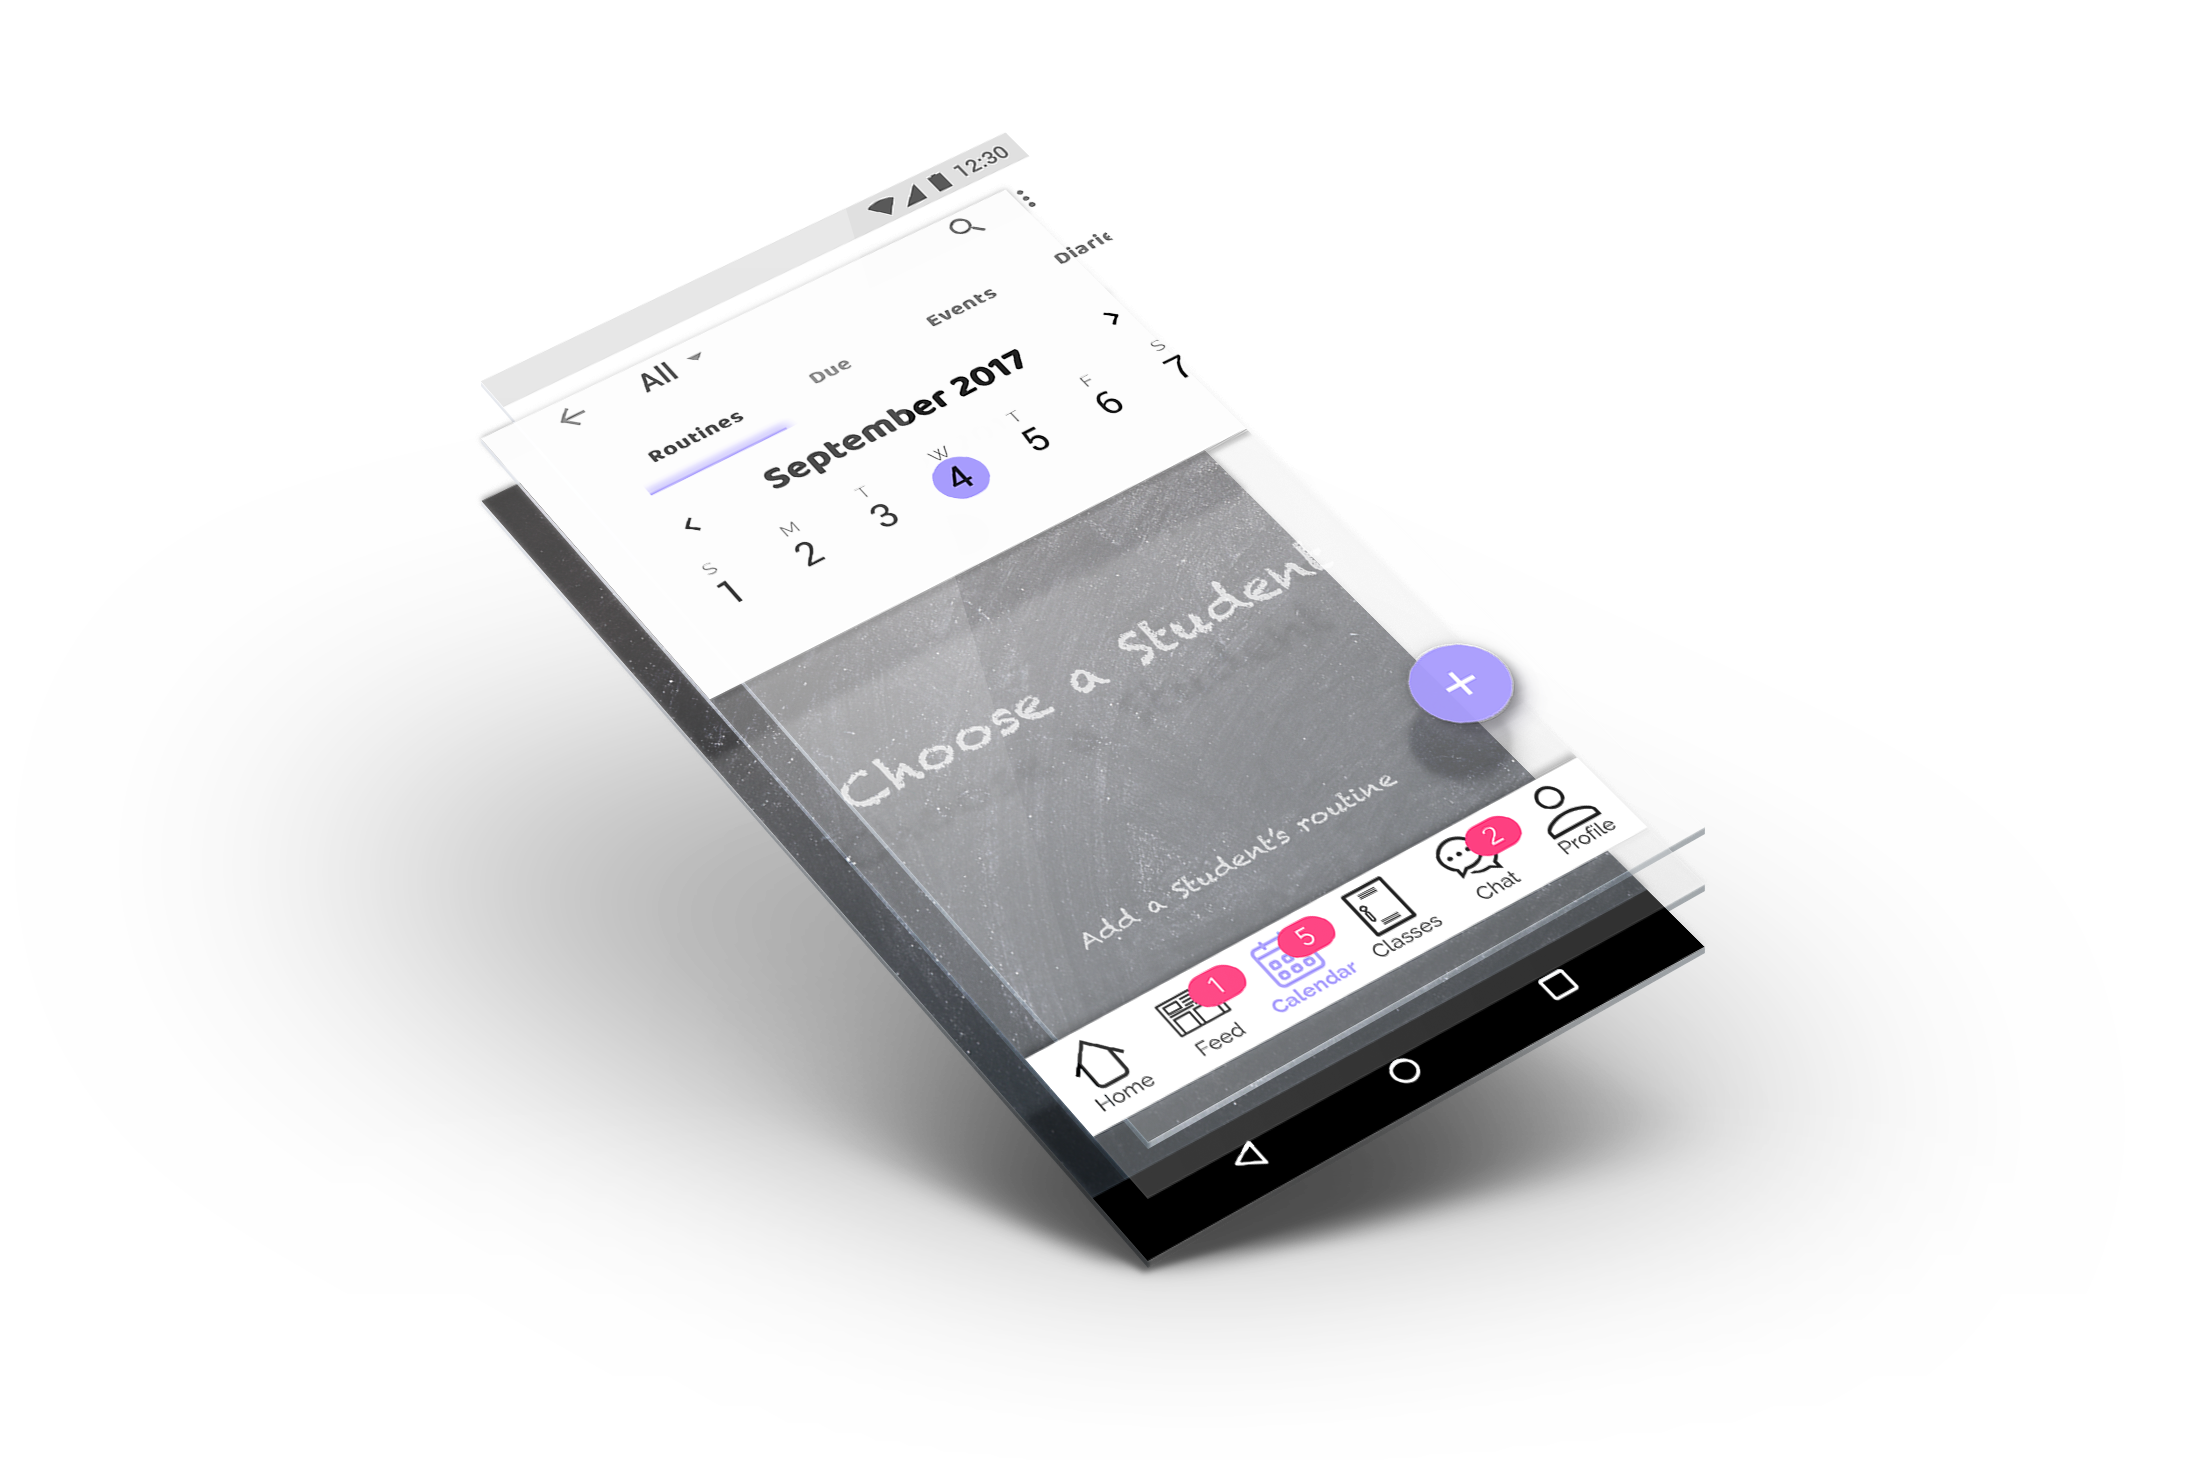 12:30
All
Routines Due Events Diarie
September 2017
S M T W T F S
1 2 3 4 5 6 7
Choose a Student
Add a Student's routine
1 5 2
Home Feed Calendar Classes Chat Profile